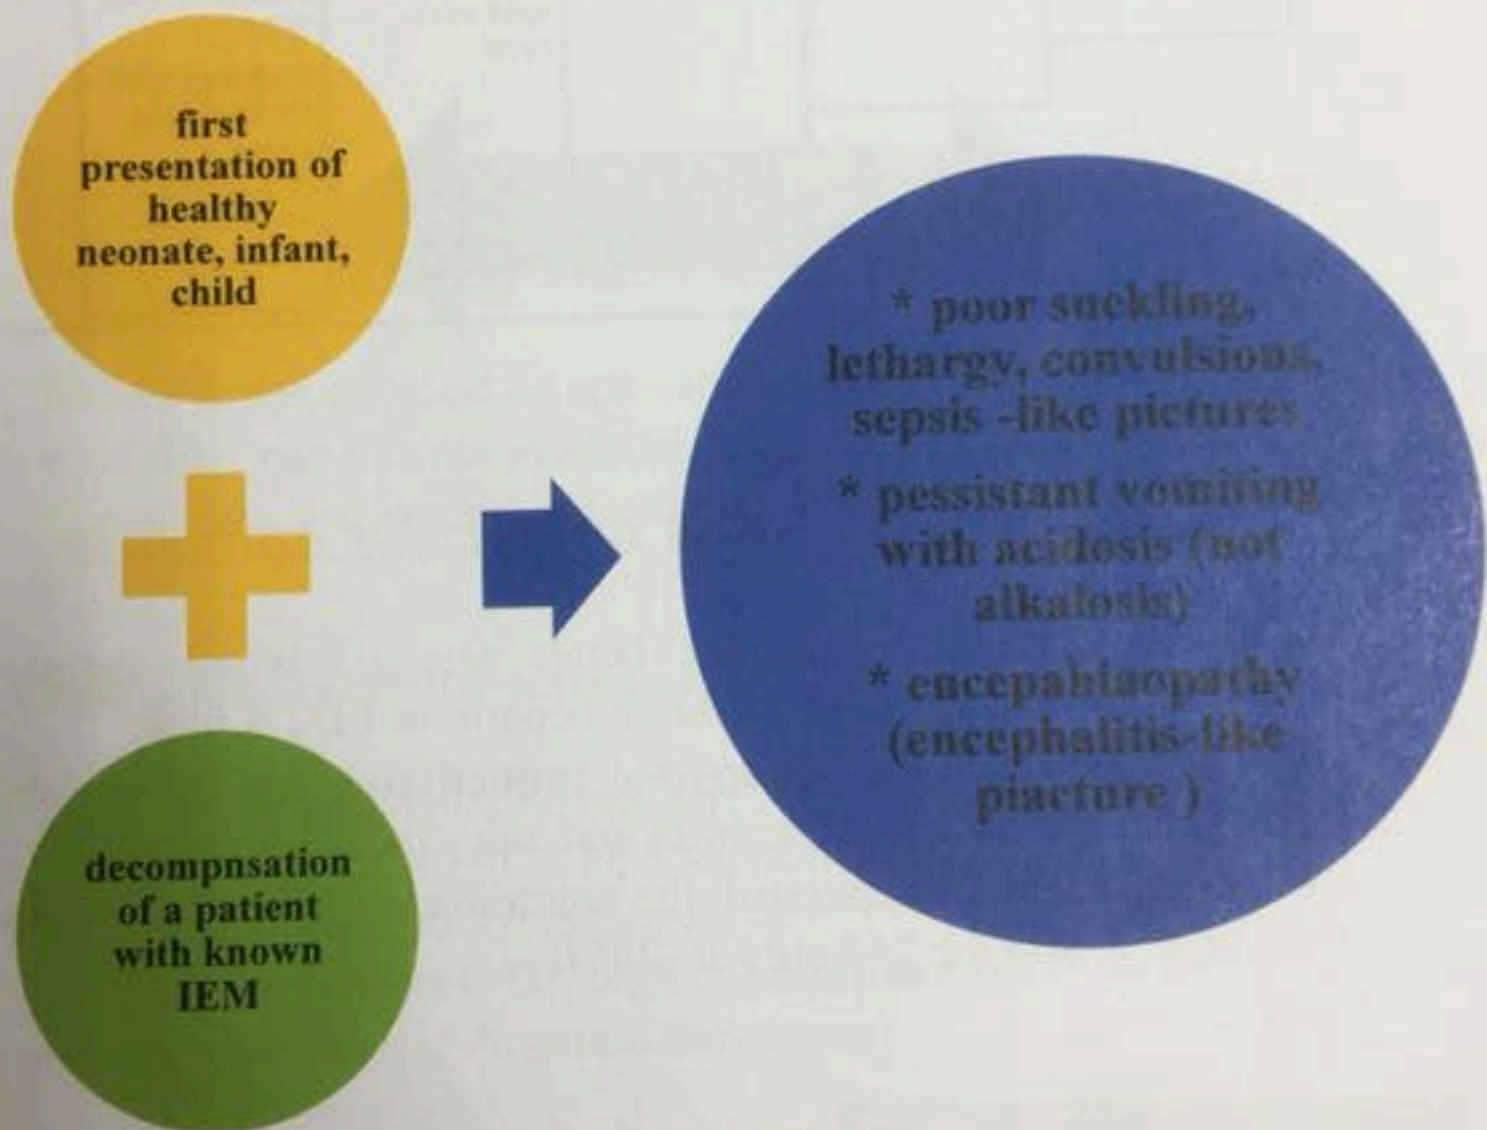 first
presentation of
healthy
neonate, infant,
child
decompnsation
of a patient
with known
IEM
* poor suckling,
lethargy, convulsions,
sepsis -like pictures
* pessistant vomiting
with acidosis (not
alkalosis)
*
(encephalitis-like
piacture )